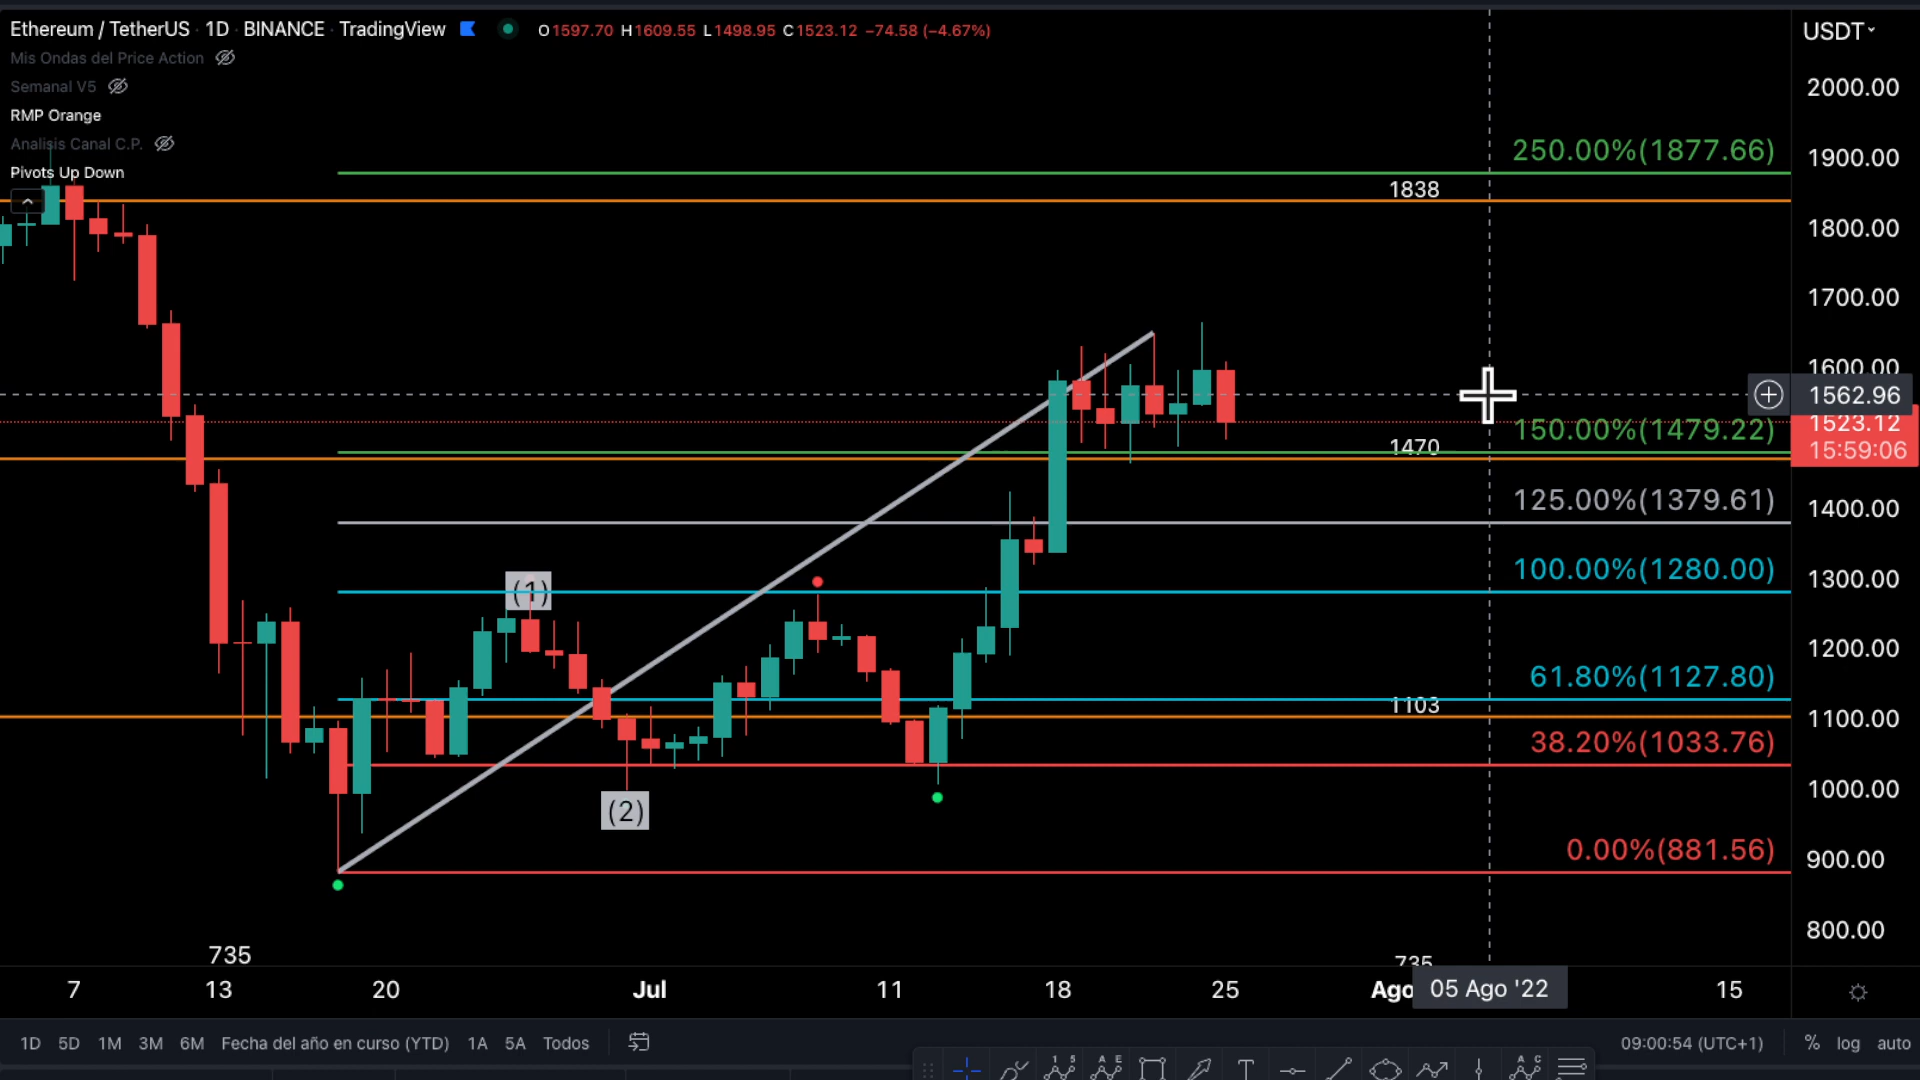 Ethereum / TetherUS · 1D · BINANCE · TradingView O1597.70 H1609.55 L1498.95 C1523.12 −74.58 (−4.67%)
USDT
Mis Ondas del Price Action
Semanal V5
RMP Orange
Analisis Canal C.P.
Pivots Up Down
2000.00
250.00%(1877.66)
1900.00
1838
1800.00
1700.00
1600.00
1562.96
1523.12
150.00%(1479.22)
1470
15:59:06
125.00%(1379.61)
1400.00
100.00%(1280.00)
1300.00
(1)
1200.00
61.80%(1127.80)
1103
1100.00
38.20%(1033.76)
1000.00
(2)
0.00%(881.56)
900.00
800.00
735
735
7 13 20 Jul 11 18 25 Ago 05 Ago '22 15
1D 5D 1M 3M 6M Fecha del año en curso (YTD) 1A 5A Todos 09:00:54 (UTC+1) % log auto
1 5 A E T A C